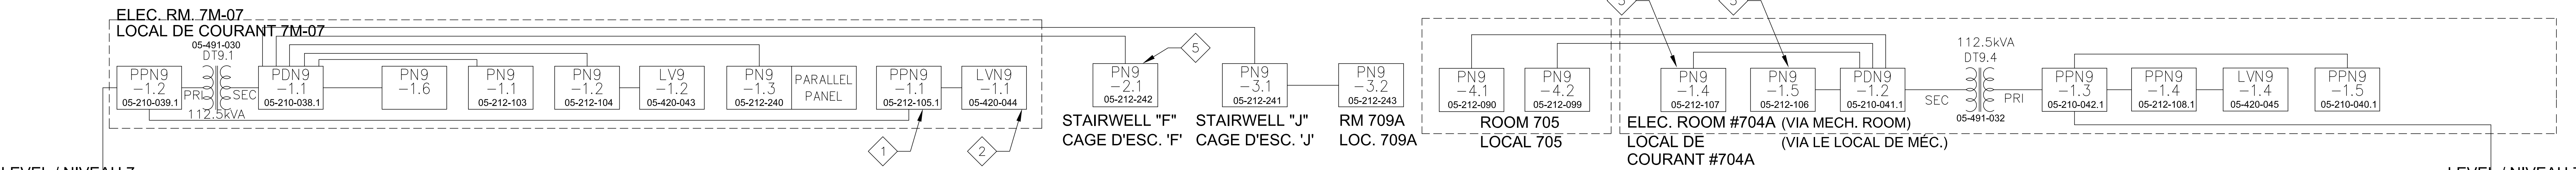 ELEC. RM. 7M-07
LOCAL DE COURANT 7M-07
05-491-030
DT9.1
PPN9
-1.2
05-210-039.1
PRI
SEC
112.5kVA
PDN9
-1.1
05-210-038.1
PN9
-1.6
PN9
-1.1
05-212-103
PN9
-1.2
05-212-104
LV9
-1.2
05-420-043
PN9
-1.3
05-212-240
PARALLEL
PANEL
PPN9
-1.1
05-212-105.1
LVN9
-1.1
05-420-044
1
2
PN9
-2.1
05-212-242
5
STAIRWELL "F"
CAGE D'ESC. 'F'
PN9
-3.1
05-212-241
STAIRWELL "J"
CAGE D'ESC. 'J'
PN9
-3.2
05-212-243
RM 709A
LOC. 709A
PN9
-4.1
05-212-090
PN9
-4.2
05-212-099
ROOM 705
LOCAL 705
PN9
-1.4
05-212-107
PN9
-1.5
05-212-106
PDN9
-1.2
05-210-041.1
SEC
112.5kVA
DT9.4
PRI
05-491-032
PPN9
-1.3
05-210-042.1
PPN9
-1.4
05-212-108.1
LVN9
-1.4
05-420-045
PPN9
-1.5
05-210-040.1
ELEC. ROOM #704A (VIA MECH. ROOM)
LOCAL DE (VIA LE LOCAL DE MÉC.)
COURANT #704A
LEVEL / NIVEAU 7